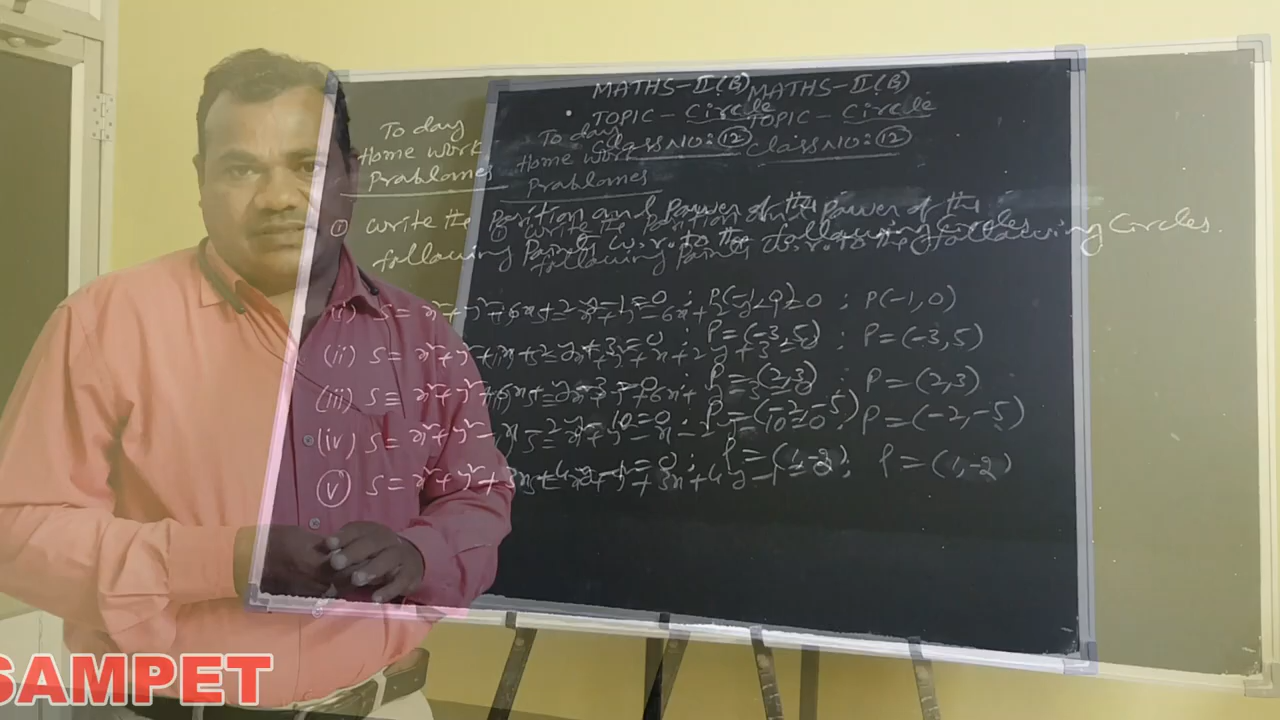 MATHS-II(B)
TOPIC - Circle
Class NO: 12
To day
Home work
Prablomes
① write the Position and Power of the
following Points w.r.to the following Circles.
(i) S = x²+y²-6x+2y=0 ; P(-1,0)
(ii) S = x²+y²+x+2y+3=0 ; P=(-3,5)
(iii) S = x²+y²+6x+ -3=0 ; P=(2,3)
(iv) S = x²+y²-x- -10=0 ; P=(-2,-5)
(v) S = x²+y²+3x+4y-1=0 ; P=(1,-2)
SAMPET